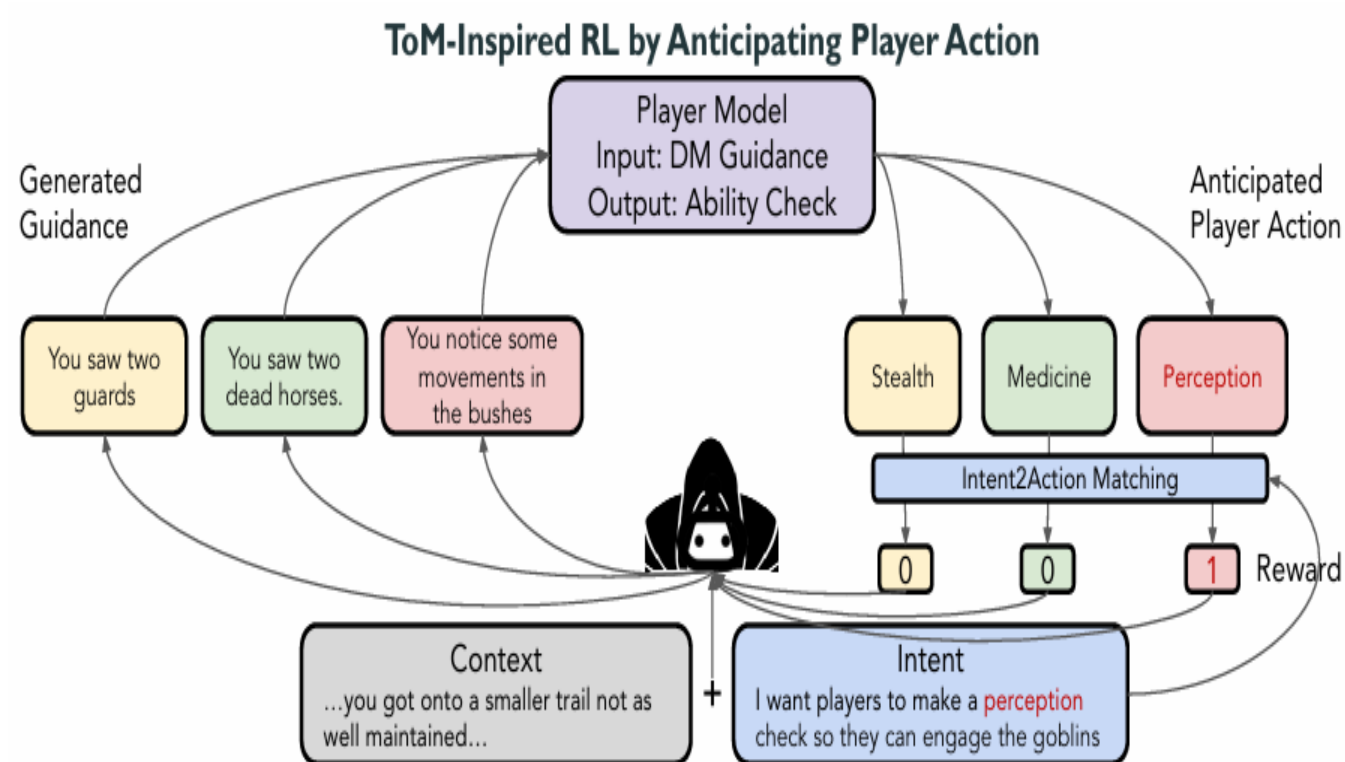 ToM-Inspired RL by Anticipating Player Action
Player Model
Input: DM Guidance
Output: Ability Check
Generated
Guidance
Anticipated
Player Action
You saw two
guards
You saw two
dead horses.
You notice some
movements in
the bushes
Stealth
Medicine
Perception
Intent2Action Matching
0
0
1
Reward
Context
...you got onto a smaller trail not as
well maintained...
+
Intent
I want players to make a perception
check so they can engage the goblins